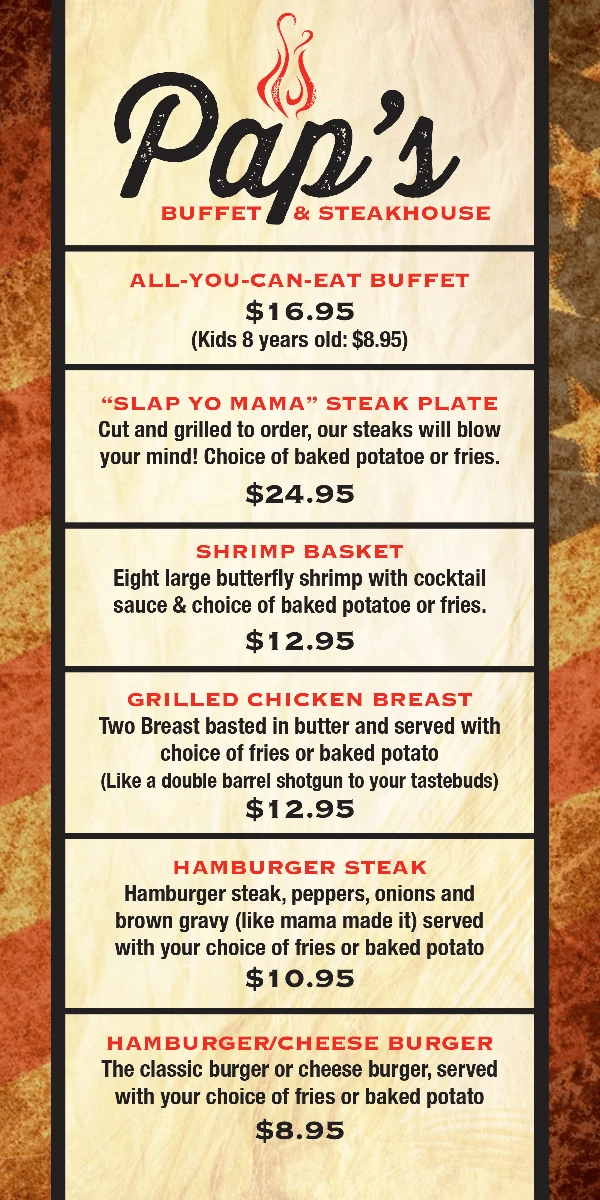 Pap's
BUFFET & STEAKHOUSE
ALL-YOU-CAN-EAT BUFFET
$16.95
(Kids 8 years old: $8.95)
“SLAP YO MAMA” STEAK PLATE
Cut and grilled to order, our steaks will blow
your mind! Choice of baked potatoe or fries.
$24.95
SHRIMP BASKET
Eight large butterfly shrimp with cocktail
sauce & choice of baked potatoe or fries.
$12.95
GRILLED CHICKEN BREAST
Two Breast basted in butter and served with
choice of fries or baked potato
(Like a double barrel shotgun to your tastebuds)
$12.95
HAMBURGER STEAK
Hamburger steak, peppers, onions and
brown gravy (like mama made it) served
with your choice of fries or baked potato
$10.95
HAMBURGER/CHEESE BURGER
The classic burger or cheese burger, served
with your choice of fries or baked potato
$8.95